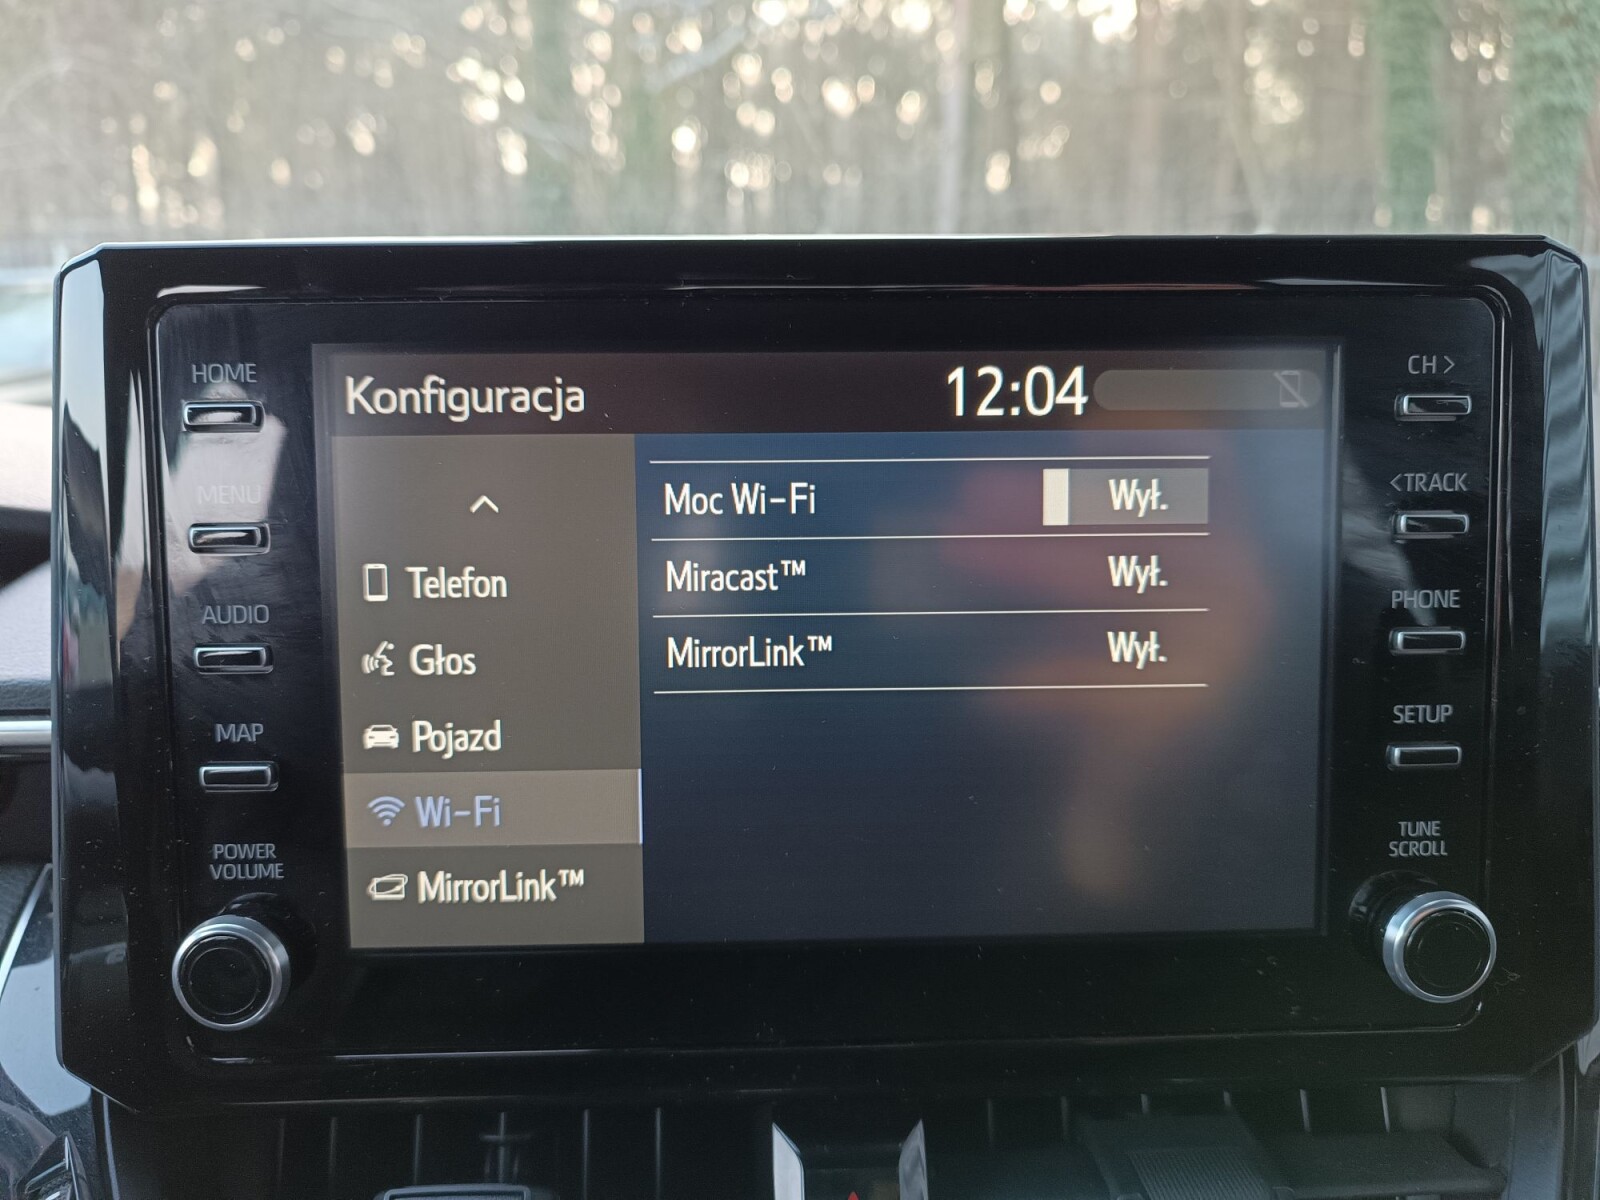 HOME
MENU
AUDIO
MAP
POWER
VOLUME
Konfiguracja
12:04
Telefon
Głos
Pojazd
Wi-Fi
MirrorLink™
Moc Wi-Fi Wył.
Miracast™ Wył.
MirrorLink™ Wył.
CH >
<TRACK
PHONE
SETUP
TUNE
SCROLL